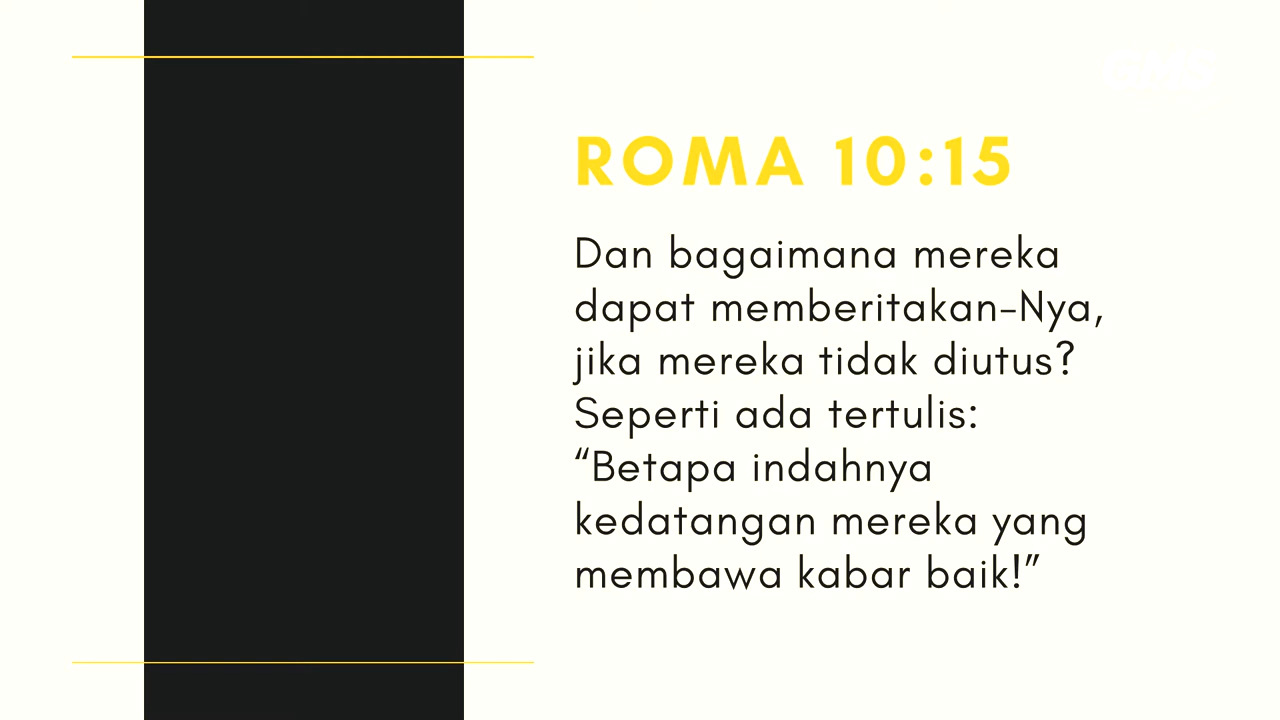 ROMA 10:15
Dan bagaimana mereka
dapat memberitakan-Nya,
jika mereka tidak diutus?
Seperti ada tertulis:
“Betapa indahnya
kedatangan mereka yang
membawa kabar baik!”